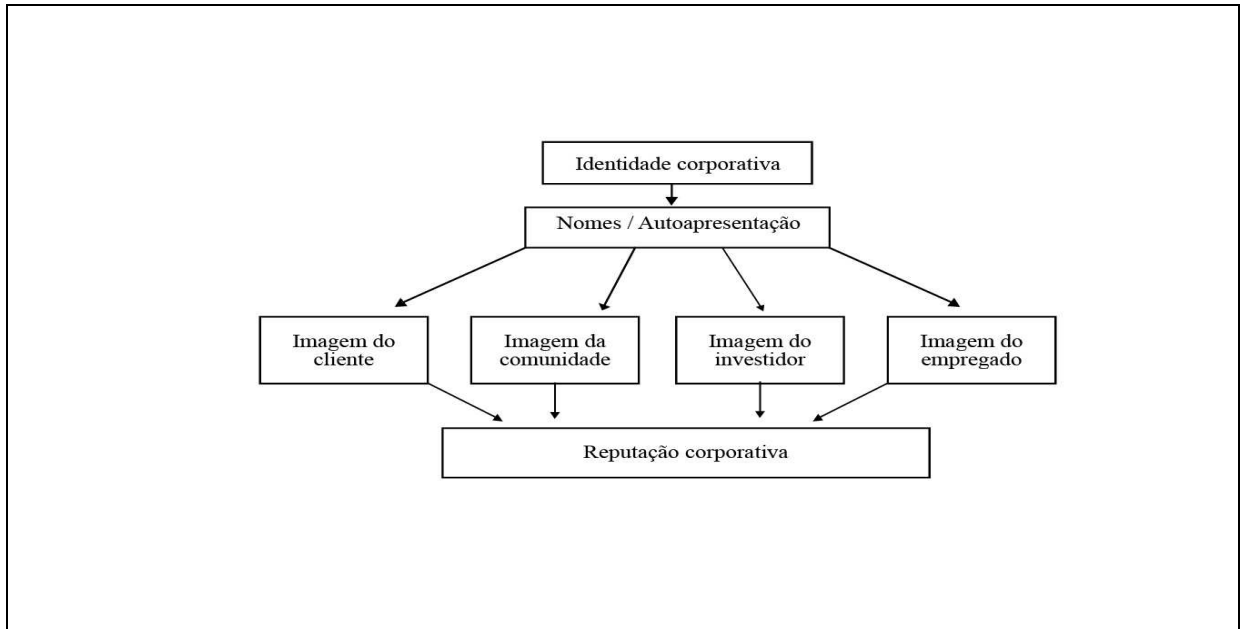 Identidade corporativa
Nomes / Autoapresentação
Imagem do
cliente
Imagem da
comunidade
Imagem do
investidor
Imagem do
empregado
Reputação corporativa